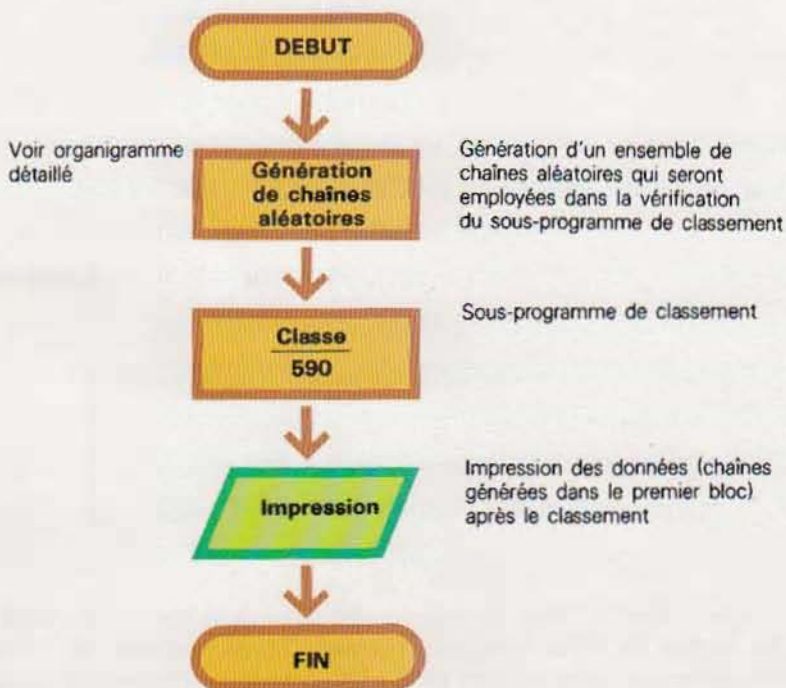 DEBUT
Voir organigramme
détaillé
Génération
de chaînes
aléatoires
Génération d'un ensemble de
chaînes aléatoires qui seront
employées dans la vérification
du sous-programme de classement
Classe
590
Sous-programme de classement
Impression
Impression des données (chaînes
générées dans le premier bloc)
après le classement
FIN